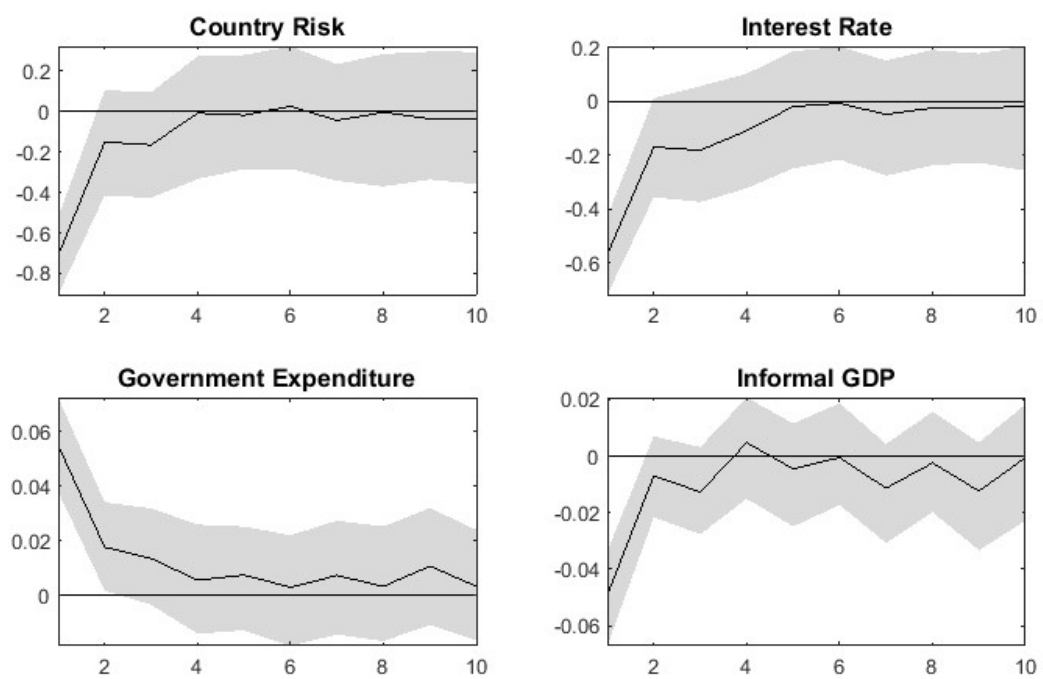 Country Risk
0.2
0
-0.2
-0.4
-0.6
-0.8
2 4 6 8 10
Interest Rate
0.2
0
-0.2
-0.4
-0.6
2 4 6 8 10
Government Expenditure
0.06
0.04
0.02
0
2 4 6 8 10
Informal GDP
0.02
0
-0.02
-0.04
-0.06
2 4 6 8 10